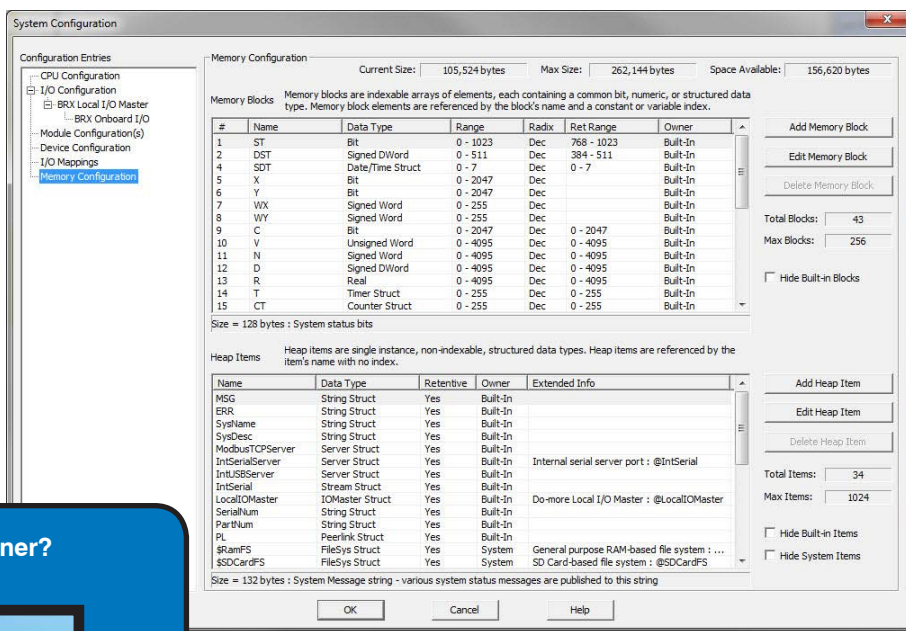 System Configuration
Configuration Entries
CPU Configuration
I/O Configuration
BRX Local I/O Master
BRX Onboard I/O
Module Configuration(s)
Device Configuration
I/O Mappings
Memory Configuration
Memory Configuration
Current Size: 105,524 bytes Max Size: 262,144 bytes Space Available: 156,620 bytes
Memory Blocks Memory blocks are indexable arrays of elements, each containing a common bit, numeric, or structured data
type. Memory block elements are referenced by the block's name and a constant or variable index.
# Name Data Type Range Radix Ret Range Owner
1 ST Bit 0 - 1023 Dec 768 - 1023 Built-In
2 DST Signed DWord 0 - 511 Dec 384 - 511 Built-In
4 SDT Date/Time Struct 0 - 7 Dec 0 - 7 Built-In
5 X Bit 0 - 2047 Dec Built-In
6 Y Bit 0 - 2047 Dec Built-In
7 WX Signed Word 0 - 255 Dec Built-In
8 WY Signed Word 0 - 255 Dec Built-In
9 C Bit 0 - 2047 Dec 0 - 2047 Built-In
10 V Unsigned Word 0 - 4095 Dec 0 - 4095 Built-In
11 N Signed Word 0 - 4095 Dec 0 - 4095 Built-In
12 D Signed DWord 0 - 4095 Dec 0 - 4095 Built-In
13 R Real 0 - 4095 Dec 0 - 4095 Built-In
14 T Timer Struct 0 - 255 Dec 0 - 255 Built-In
15 CT Counter Struct 0 - 255 Dec 0 - 255 Built-In
Size = 128 bytes : System status bits
Add Memory Block
Edit Memory Block
Delete Memory Block
Total Blocks: 43
Max Blocks: 256
Hide Built-in Blocks
Heap Items Heap items are single instance, non-indexable, structured data types. Heap items are referenced by the
item's name with no index.
Name Data Type Retentive Owner Extended Info
MSG String Struct Yes Built-In
ERR String Struct Yes Built-In
SysName String Struct Yes Built-In
SysDesc String Struct Yes Built-In
ModbusTCPServer Server Struct Yes Built-In
IntSerialServer Server Struct Yes Built-In Internal serial server port : @IntSerial
IntUSBServer Server Struct Yes Built-In
IntSerial Stream Struct Yes Built-In
LocalIOMaster IOMaster Struct Yes Built-In Do-more Local I/O Master : @LocalIOMaster
SerialNum String Struct Yes Built-In
PartNum String Struct Yes Built-In
PL Peerlink Struct Yes Built-In
$RamFS FileSys Struct Yes System General purpose RAM-based file system : ...
$SDCardFS FileSys Struct Yes System SD Card-based file system : @SDCardFS
Size = 132 bytes : System Message string - various system status messages are published to this string
Add Heap Item
Edit Heap Item
Delete Heap Item
Total Items: 34
Max Items: 1024
Hide Built-in Items
Hide System Items
OK Cancel Help
ner?